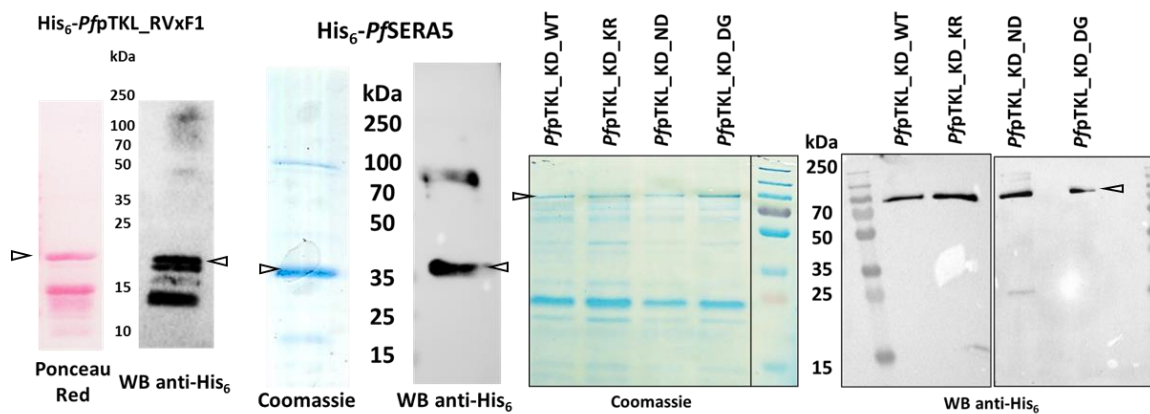 His₆-PfpTKL_RVxF1
kDa
250
100
70
50
35
25
15
10
Ponceau
Red
WB anti-His₆
His₆-PfSERA5
kDa
250
100
70
50
35
25
15
Coomassie
WB anti-His₆
PfpTKL_KD_WT
PfpTKL_KD_KR
PfpTKL_KD_ND
PfpTKL_KD_DG
Coomassie
kDa
250
70
50
35
25
15
PfpTKL_KD_WT
PfpTKL_KD_KR
PfpTKL_KD_ND
PfpTKL_KD_DG
WB anti-His₆